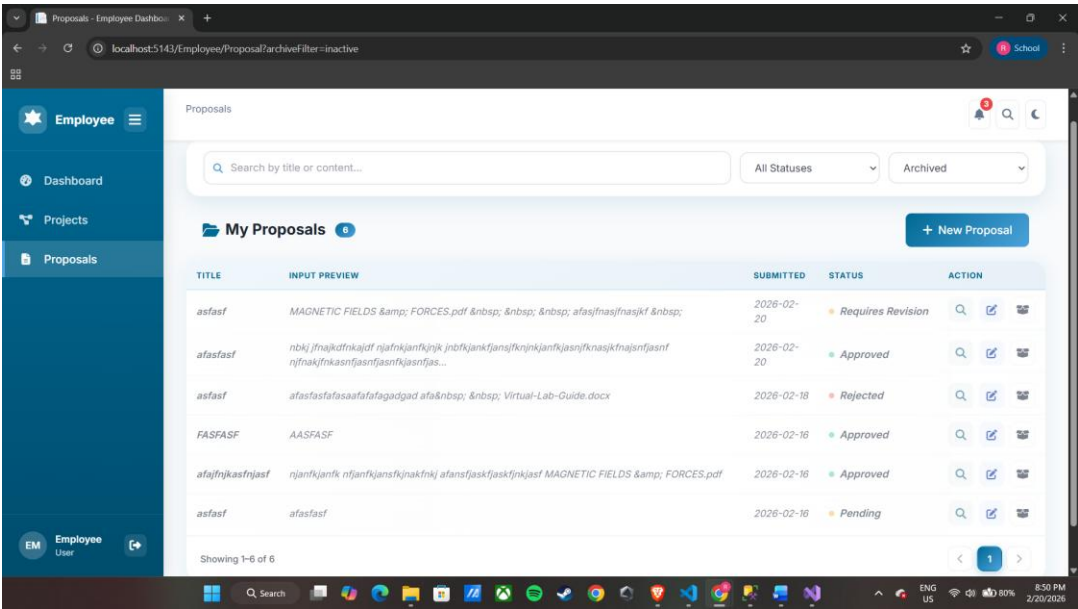 Proposals - Employee Dashboa
localhost:5143/Employee/Proposal?archiveFilter=inactive
R School
Employee
Proposals
3
Search by title or content...
All Statuses
Archived
Dashboard
Projects
Proposals
My Proposals 6
+ New Proposal
TITLE INPUT PREVIEW SUBMITTED STATUS ACTION
asfasf MAGNETIC FIELDS &amp; FORCES.pdf &nbsp; &nbsp; &nbsp; afasjfnasjfnasjkf &nbsp; 2026-02-
20 Requires Revision
afasfasf nbkj jfnajkdfnkajdf njafnkjanfkjnjk jnbfkjankfjansjfknjnkjanfkjasnjfknasjkfnajsnfjasnf
njfnakjfnkasnfjasnfjasnfkjasnfjas... 2026-02-
20 Approved
asfasf afasfasfafasaafafafagadgad afa&nbsp; &nbsp; Virtual-Lab-Guide.docx 2026-02-18 Rejected
FASFASF AASFASF 2026-02-16 Approved
afajfnjkasfnjasf njanfkjanfk nfjanfkjansfkjnakfnkj afansfjaskfjaskfjnkjasf MAGNETIC FIELDS &amp; FORCES.pdf 2026-02-16 Approved
asfasf afasfasf 2026-02-16 Pending
Showing 1–6 of 6
1
EM
Employee
User
Search
ENG
US
80%
8:50 PM
2/20/2026